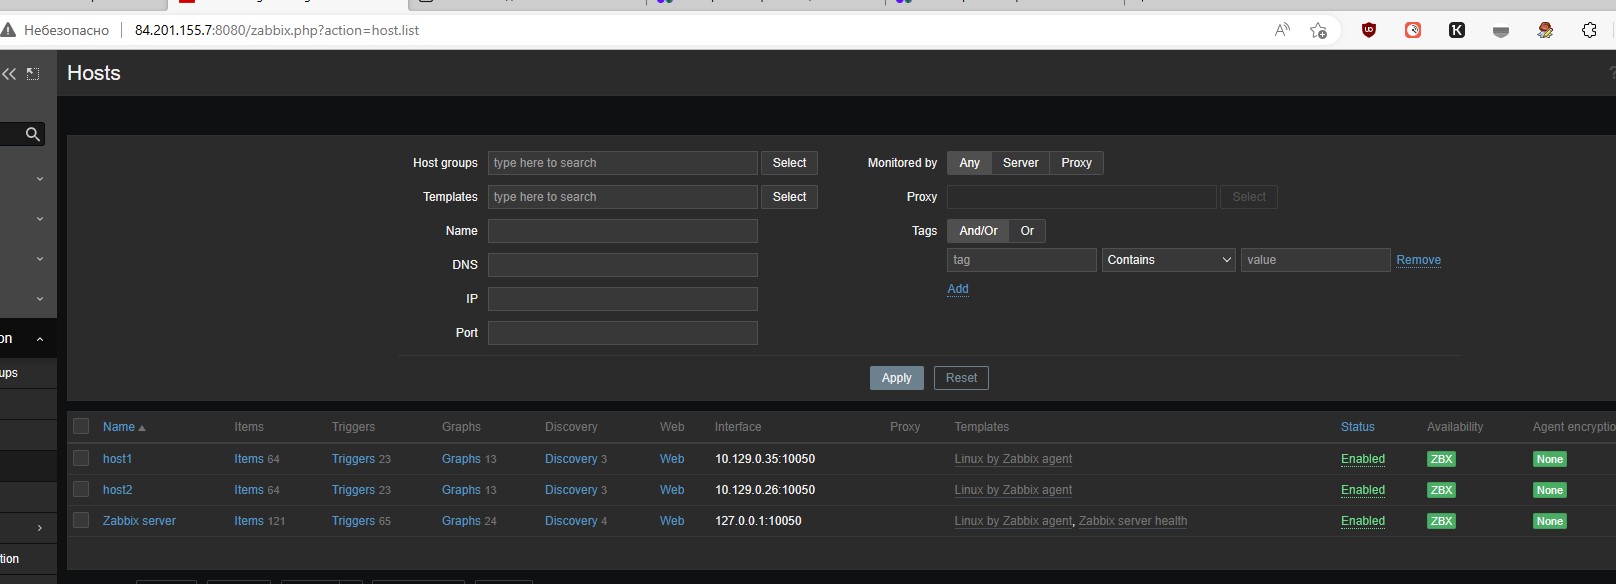 Небезопасно 84.201.155.7:8080/zabbix.php?action=host.list
Hosts
Host groups type here to search Select Monitored by Any Server Proxy
Templates type here to search Select Proxy Select
Name Tags And/Or Or
DNS tag Contains value Remove
Add
IP
Port
on
ups
Apply Reset
Name Items Triggers Graphs Discovery Web Interface Proxy Templates Status Availability Agent encryptio
host1 Items 64 Triggers 23 Graphs 13 Discovery 3 Web 10.129.0.35:10050 Linux by Zabbix agent Enabled ZBX None
host2 Items 64 Triggers 23 Graphs 13 Discovery 3 Web 10.129.0.26:10050 Linux by Zabbix agent Enabled ZBX None
Zabbix server Items 121 Triggers 65 Graphs 24 Discovery 4 Web 127.0.0.1:10050 Linux by Zabbix agent, Zabbix server health Enabled ZBX None
tion